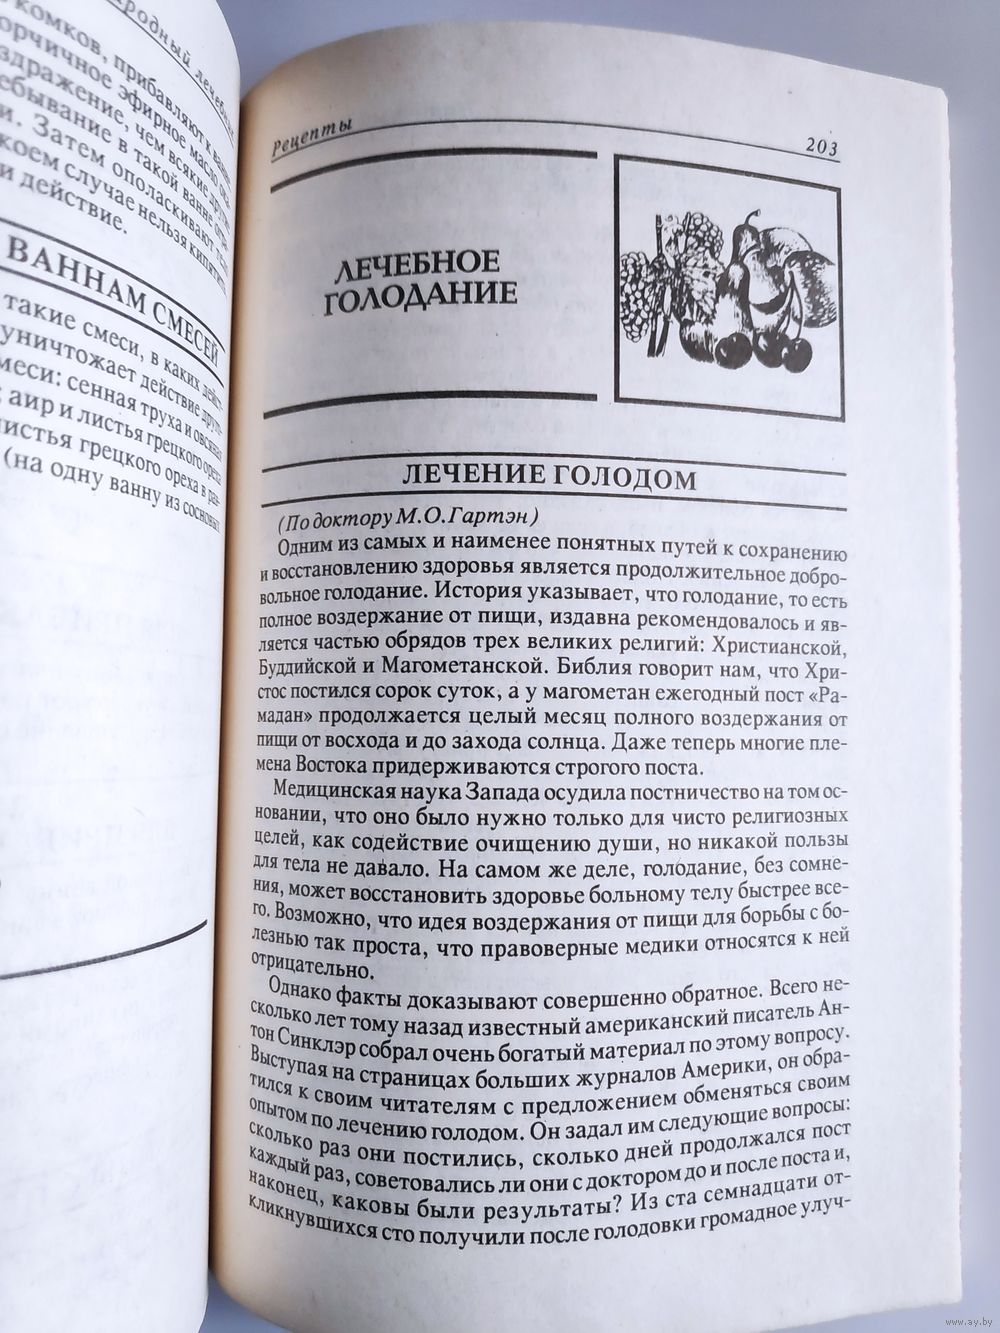 родный лечебник
комков, прибавляют к
горчичное эфирное масло
здражение, чем всякие
ебывание в такой ванне
и. Затем ополаскивают
коем случае нельзя кипятить
и действие.
ВАННАМ СМЕСЕЙ
такие смеси, в каких
уничтожает действие
меси: сенная труха и овсяная
; аир и листья грецкого ореха
листья грецкого ореха в
(на одну ванну из сосновых
Рецепты
203
ЛЕЧЕБНОЕ
ГОЛОДАНИЕ
ЛЕЧЕНИЕ ГОЛОДОМ
(По доктору М.О.Гартэн)
Одним из самых и наименее понятных путей к сохранению
и восстановлению здоровья является продолжительное добро-
вольное голодание. История указывает, что голодание, то есть
полное воздержание от пищи, издавна рекомендовалось и яв-
ляется частью обрядов трех великих религий: Христианской,
Буддийской и Магометанской. Библия говорит нам, что Хри-
стос постился сорок суток, а у магометан ежегодный пост «Ра-
мадан» продолжается целый месяц полного воздержания от
пищи от восхода и до захода солнца. Даже теперь многие пле-
мена Востока придерживаются строгого поста.
Медицинская наука Запада осудила постничество на том ос-
новании, что оно было нужно только для чисто религиозных
целей, как содействие очищению души, но никакой пользы
для тела не давало. На самом же деле, голодание, без сомне-
ния, может восстановить здоровье больному телу быстрее все-
го. Возможно, что идея воздержания от пищи для борьбы с бо-
лезнью так проста, что правоверные медики относятся к ней
отрицательно.
Однако факты доказывают совершенно обратное. Всего не-
сколько лет тому назад известный американский писатель Ан-
тон Синклэр собрал очень богатый материал по этому вопросу.
Выступая на страницах больших журналов Америки, он обра-
тился к своим читателям с предложением обменяться своим
опытом по лечению голодом. Он задал им следующие вопросы:
сколько раз они постились, сколько дней продолжался пост
каждый раз, советовались ли они с доктором до и после поста и,
наконец, каковы были результаты? Из ста семнадцати от-
кликнувшихся сто получили после голодовки громадное улуч-
www.ay.by